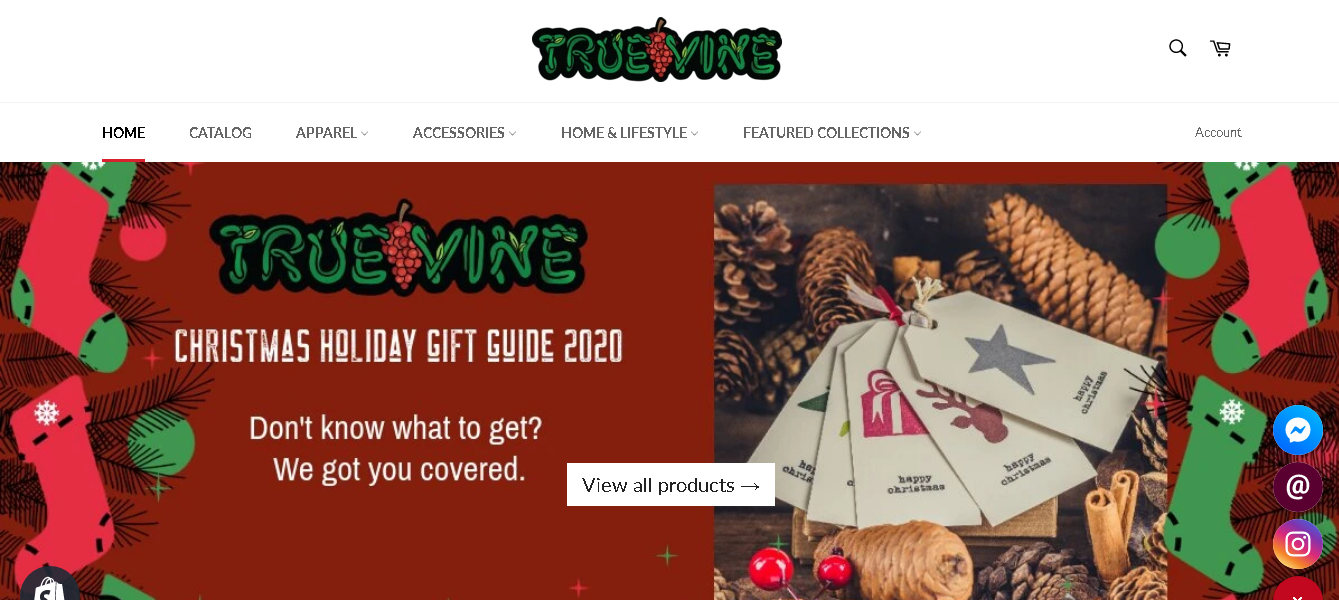 TRUE VINE
HOME
CATALOG
APPAREL
ACCESSORIES
HOME & LIFESTYLE
FEATURED COLLECTIONS
Account
TRUE VINE
CHRISTMAS HOLIDAY GIFT GUIDE 2020
Don't know what to get?
We got you covered.
View all products →
happy
christmas
happy
christmas
happy
christmas
happy
@